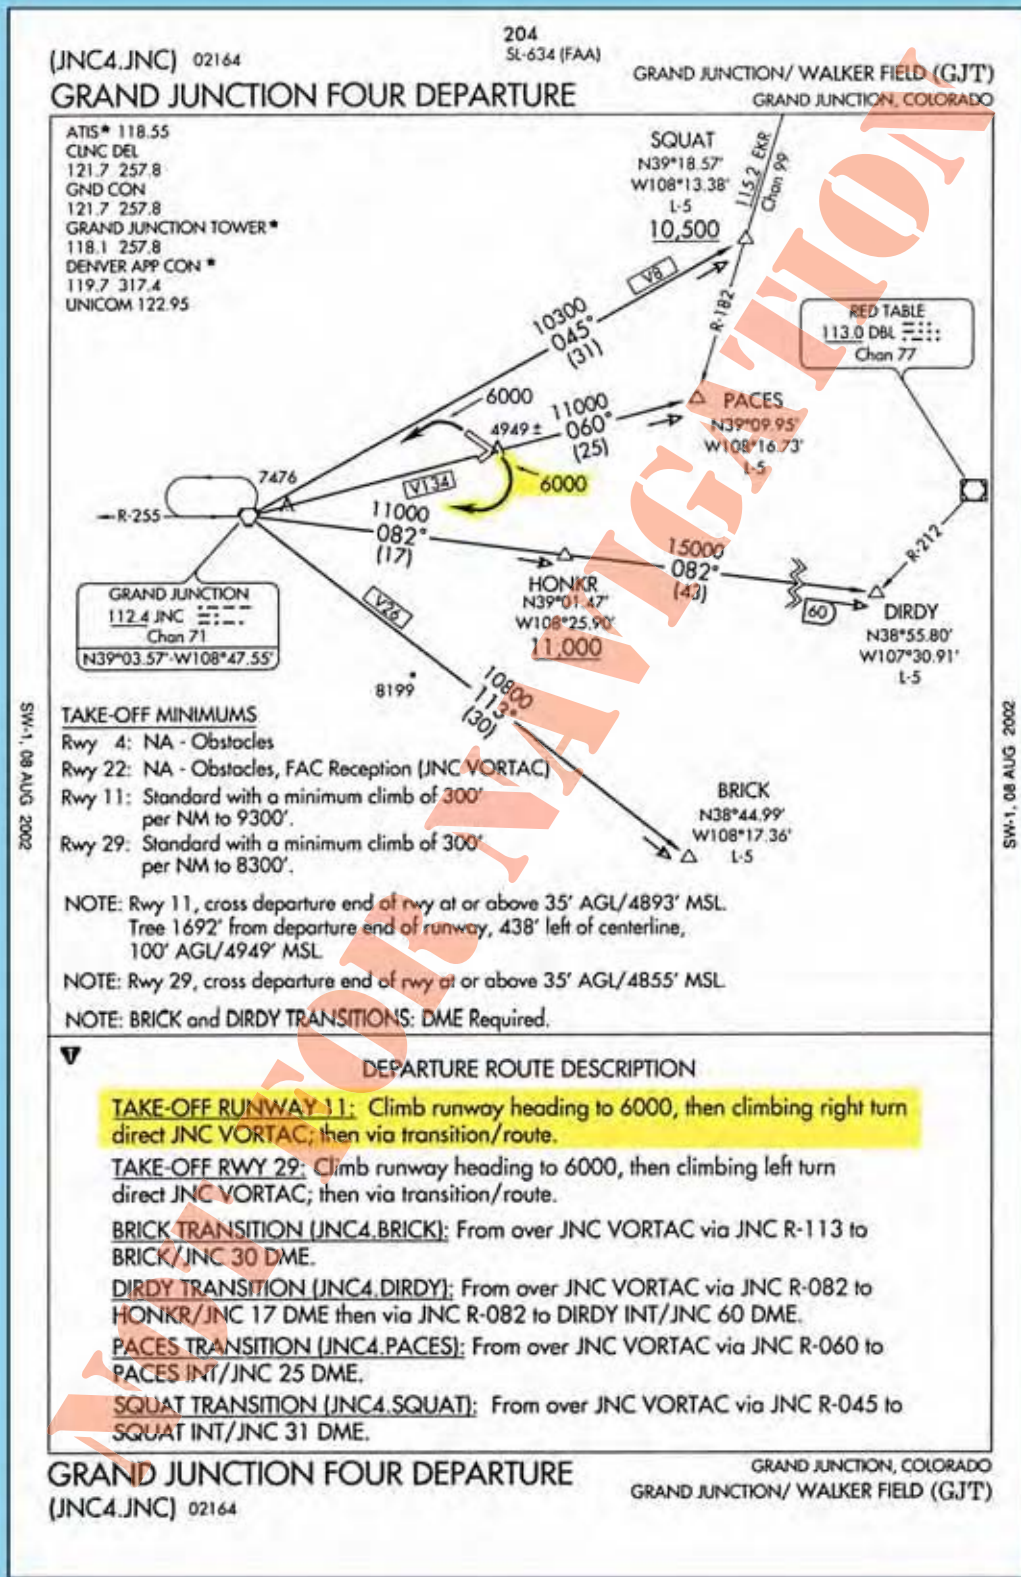 204
(JNC4.JNC) 02164
SL-634 (FAA)
GRAND JUNCTION/ WALKER FIELD (GJT)
GRAND JUNCTION FOUR DEPARTURE
GRAND JUNCTION, COLORADO
ATIS* 118.55
CLNC DEL
121.7 257.8
GND CON
121.7 257.8
GRAND JUNCTION TOWER*
118.1 257.8
DENVER APP CON *
119.7 317.4
UNICOM 122.95
SQUAT
N39°18.57'
W108°13.38'
L-5
10,500
115.2 EKR
Chan 99
V8
R-182
10300
045°
(31)
RED TABLE
113.0 DBL
Chan 77
6000
4949±
11000
060°
(25)
PACES
N39°09.95'
W108°16.73'
L-5
6000
7476
V134
R-255
11000
082°
(17)
R-212
15000
082°
(43)
60
HONKR
N39°01.47'
W108°25.90'
11,000
DIRDY
N38°55.80'
W107°30.91'
L-5
GRAND JUNCTION
112.4 JNC
Chan 71
N39°03.57'-W108°47.55'
V26
8199
10800
113°
(30)
BRICK
N38°44.99'
W108°17.36'
L-5
SW-1, 08 AUG 2002
SW-1, 08 AUG 2002
TAKE-OFF MINIMUMS
Rwy 4: NA - Obstacles
Rwy 22: NA - Obstacles, FAC Reception (JNC VORTAC)
Rwy 11: Standard with a minimum climb of 300'
per NM to 9300'.
Rwy 29: Standard with a minimum climb of 300'
per NM to 8300'.
NOTE: Rwy 11, cross departure end of rwy at or above 35' AGL/4893' MSL.
Tree 1692' from departure end of runway, 438' left of centerline,
100' AGL/4949' MSL
NOTE: Rwy 29, cross departure end of rwy at or above 35' AGL/4855' MSL
NOTE: BRICK and DIRDY TRANSITIONS: DME Required.
T
DEPARTURE ROUTE DESCRIPTION
TAKE-OFF RUNWAY 11: Climb runway heading to 6000, then climbing right turn
direct JNC VORTAC; then via transition/route.
TAKE-OFF RWY 29: Climb runway heading to 6000, then climbing left turn
direct JNC VORTAC; then via transition/route.
BRICK TRANSITION (JNC4.BRICK): From over JNC VORTAC via JNC R-113 to
BRICK/JNC 30 DME.
DIRDY TRANSITION (JNC4.DIRDY): From over JNC VORTAC via JNC R-082 to
HONKR/JNC 17 DME then via JNC R-082 to DIRDY INT/JNC 60 DME.
PACES TRANSITION (JNC4.PACES): From over JNC VORTAC via JNC R-060 to
PACES INT/JNC 25 DME.
SQUAT TRANSITION (JNC4.SQUAT): From over JNC VORTAC via JNC R-045 to
SQUAT INT/JNC 31 DME.
GRAND JUNCTION FOUR DEPARTURE
(JNC4.JNC) 02164
GRAND JUNCTION, COLORADO
GRAND JUNCTION/ WALKER FIELD (GJT)
NOT FOR NAVIGATION